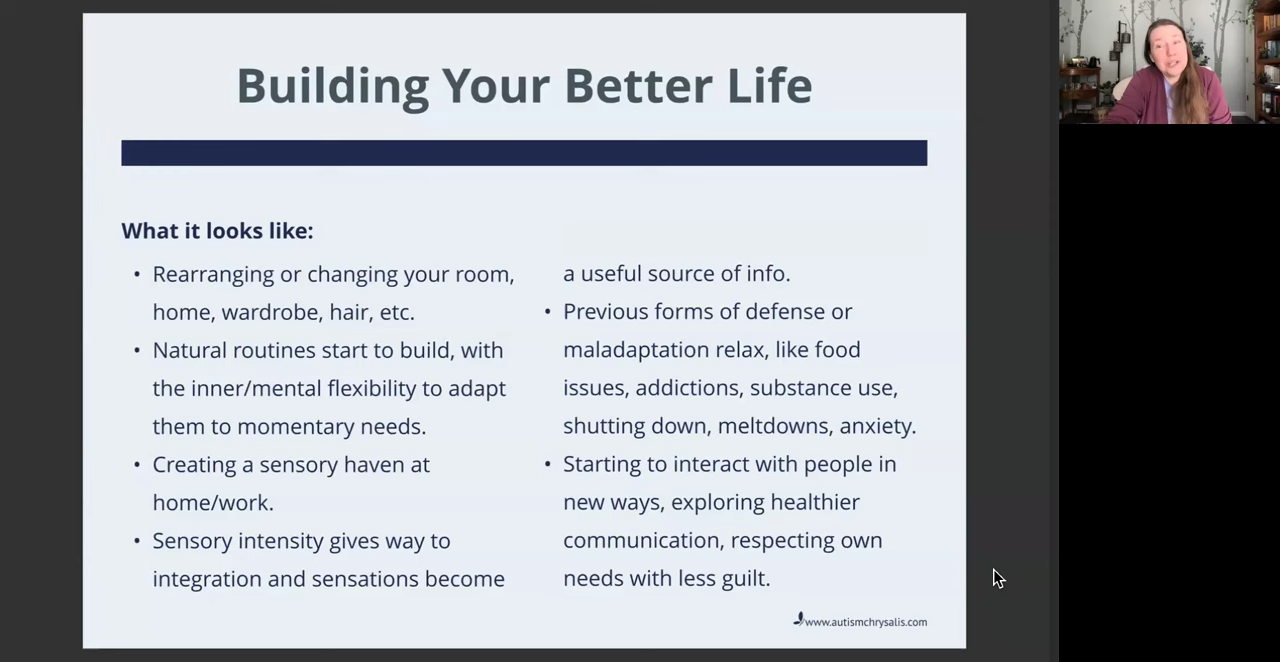 Building Your Better Life
What it looks like:
• Rearranging or changing your room,
home, wardrobe, hair, etc.
• Natural routines start to build, with
the inner/mental flexibility to adapt
them to momentary needs.
• Creating a sensory haven at
home/work.
• Sensory intensity gives way to
integration and sensations become
a useful source of info.
• Previous forms of defense or
maladaptation relax, like food
issues, addictions, substance use,
shutting down, meltdowns, anxiety.
• Starting to interact with people in
new ways, exploring healthier
communication, respecting own
needs with less guilt.
www.autismchrysalis.com